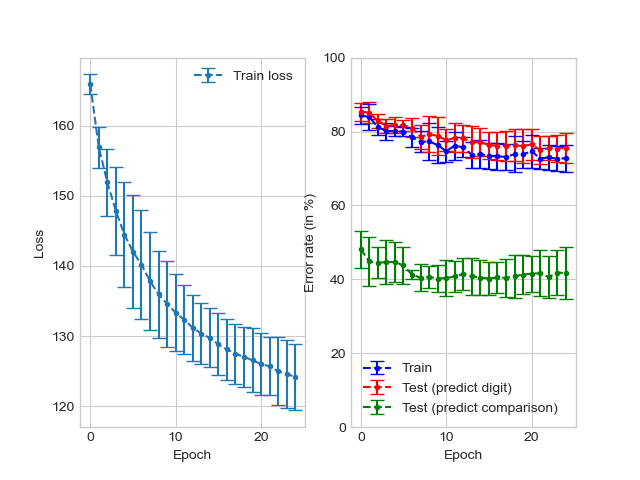 Train loss
160
150
140
130
120
0
10
20
Loss
Epoch
100
80
60
40
20
0
0
10
20
Error rate (in %)
Epoch
Train
Test (predict digit)
Test (predict comparison)